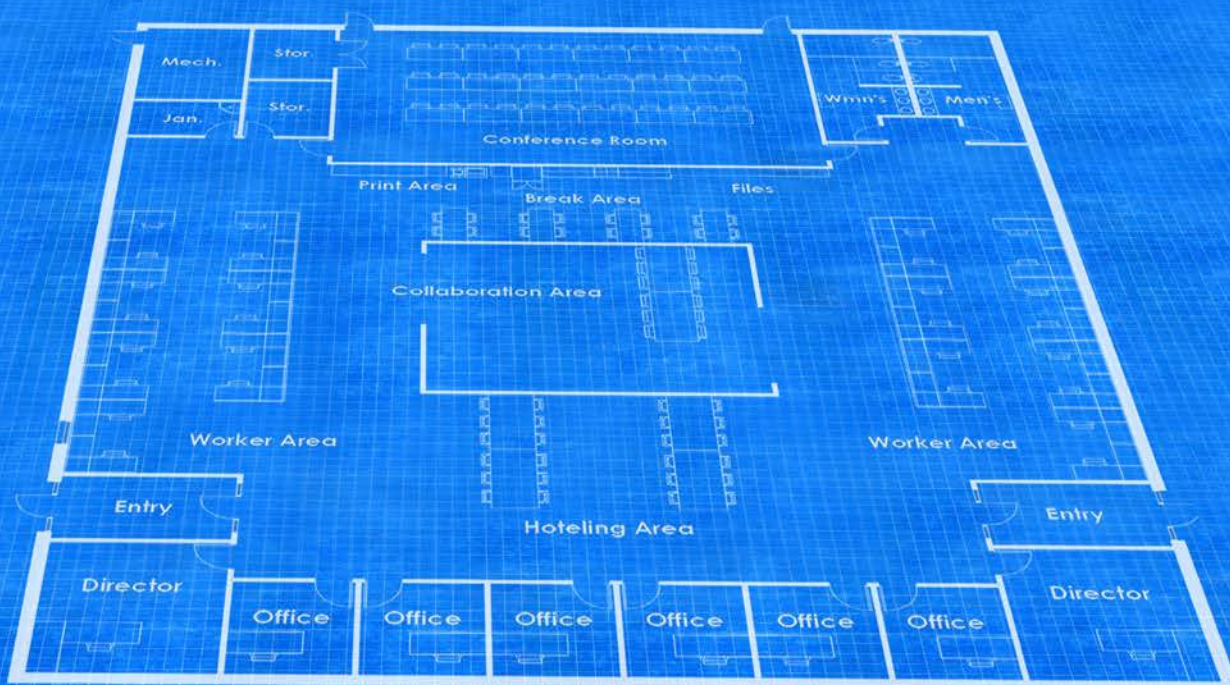 Mech.
Stor.
Jan.
Stor.
Wmn's
Men's
Conference Room
Print Area
Break Area
Files
Collaboration Area
Worker Area
Worker Area
Entry
Entry
Hoteling Area
Director
Office
Office
Office
Office
Office
Office
Director